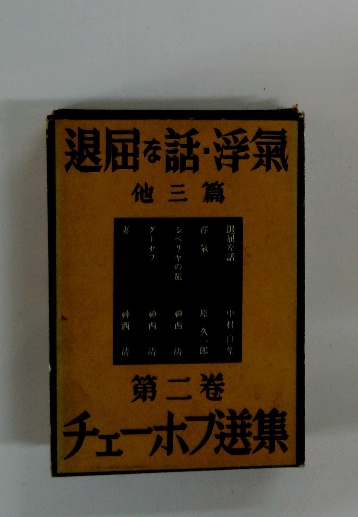 退屈な話・浮氣
他三篇
退屈な話 中村白葉
浮氣 原久一郎
シベリヤの旅 神西清
グーセフ 神西清
妻 神西清
第二卷
チェーホフ選集